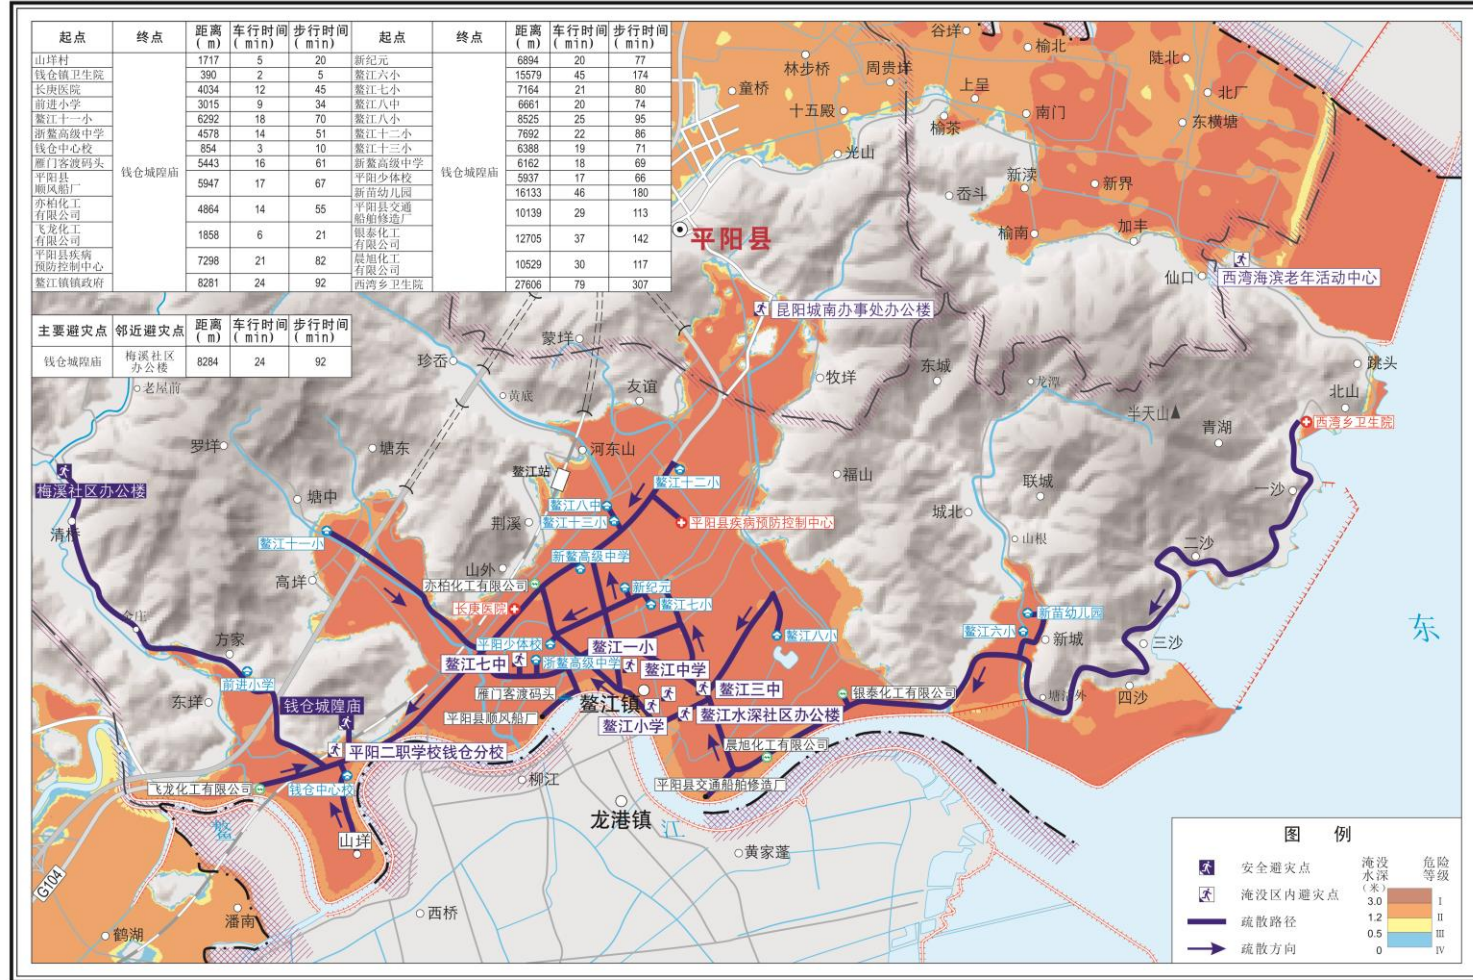 起点 终点 距离(m) 车行时间(min) 步行时间(min) 起点 终点 距离(m) 车行时间(min) 步行时间(min)
山垟村 1717 5 20 新纪元 6894 20 77
钱仓镇卫生院 390 2 5 鳌江六小 15579 45 174
长庚医院 4034 12 45 鳌江七小 7164 21 80
前进小学 3015 9 34 鳌江八中 6661 20 74
鳌江十一小 6292 18 70 鳌江八小 8525 25 95
浙鳌高级中学 4578 14 51 鳌江十二小 7692 22 86
钱仓中心校 854 3 10 鳌江十三小 6388 19 71
雁门客渡码头 钱仓城隍庙 5443 16 61 新鳌高级中学 钱仓城隍庙 6162 18 69
平阳县顺风船厂 5947 17 67 平阳少体校 5937 17 66
新苗幼儿园 16133 46 180
亦柏化工有限公司 4864 14 55 平阳县交通船舶修造厂 10139 29 113
飞龙化工有限公司 1858 6 21 银泰化工有限公司 12705 37 142
平阳县疾病预防控制中心 7298 21 82 晨旭化工有限公司 10529 30 117
鳌江镇镇政府 8281 24 92 西湾乡卫生院 27606 79 307
主要避灾点 邻近避灾点 距离(m) 车行时间(min) 步行时间(min)
钱仓城隍庙 梅溪社区办公楼 8284 24 92
谷垟
榆北
陡北
林步桥
周贵垟
童桥
上呈
北厂
十五殿
榆茶
南门
东横塘
光山
新渎
岙斗
新界
平阳县
榆南
加丰
仙口
西湾海滨老年活动中心
昆阳城南办事处办公楼
蒙垟
珍岙
东城
跳头
老屋前
黄底
友谊
牧垟
龙潭
北山
半天山
西湾乡卫生院
青湖
罗垟
塘东
河东山
鳌江站
鳌江十二小
福山
梅溪社区办公楼
塘中
鳌江八中
联城
一沙
荆溪
鳌江十三小
平阳县疾病预防控制中心
城北
清桥
鳌江十一小
山根
二沙
新鳌高级中学
山外
高垟
亦柏化工有限公司
新纪元
长庚医院
鳌江七小
新苗幼儿园
东
鳌江六小
鳌江八小
新城
三沙
方家
平阳少体校
鳌江一小
鳌江七中
浙鳌高级中学
鳌江中学
前进小学
鳌江三中
雁门客渡码头
银泰化工有限公司
四沙
东垟
钱仓城隍庙
鳌江镇
平阳县顺风船厂
鳌江小学
鳌江水深社区办公楼
平阳二职学校钱仓分校
晨旭化工有限公司
飞龙化工有限公司
钱仓中心校
柳江
平阳县交通船舶修造厂
龙港镇
鳌
江
山垟
黄家蓬
G104
潘南
西桥
鹤湖
图 例
安全避灾点
淹没区内避灾点
疏散路径
疏散方向
淹没水深(米)
危险等级
3.0
1.2
0.5
0
I
II
III
IV